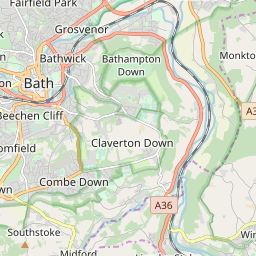 Fairfield Park
Grosvenor
Bathwick
Bathampton
Down
Monkto
Bath
A
Beechen Cliff
Claverton Down
omfield
Combe Down
A36
Southstoke
Midford
Win